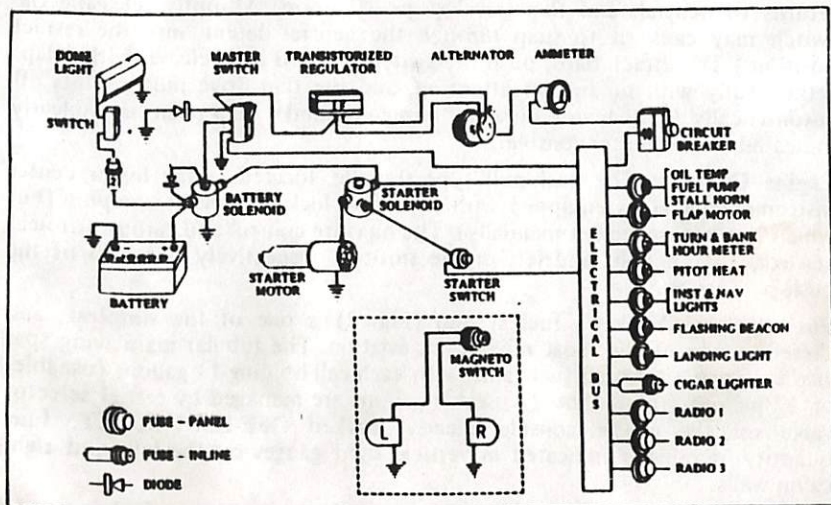 DOME
LIGHT
MASTER
SWITCH
TRANSISTORIZED
REGULATOR
ALTERNATOR
AMMETER
SWITCH
CIRCUIT
BREAKER
BATTERY
SOLENOID
STARTER
SOLENOID
OIL TEMP
FUEL PUMP
STALL HORN
FLAP MOTOR
TURN & BANK
HOUR METER
PITOT HEAT
BATTERY
STARTER
MOTOR
STARTER
SWITCH
ELECTRICAL BUS
INST & NAV
LIGHTS
FLASHING BEACON
LANDING LIGHT
MAGNETO
SWITCH
CIGAR LIGHTER
L
R
RADIO 1
RADIO 2
RADIO 3
FUSE - PANEL
FUSE - INLINE
DIODE